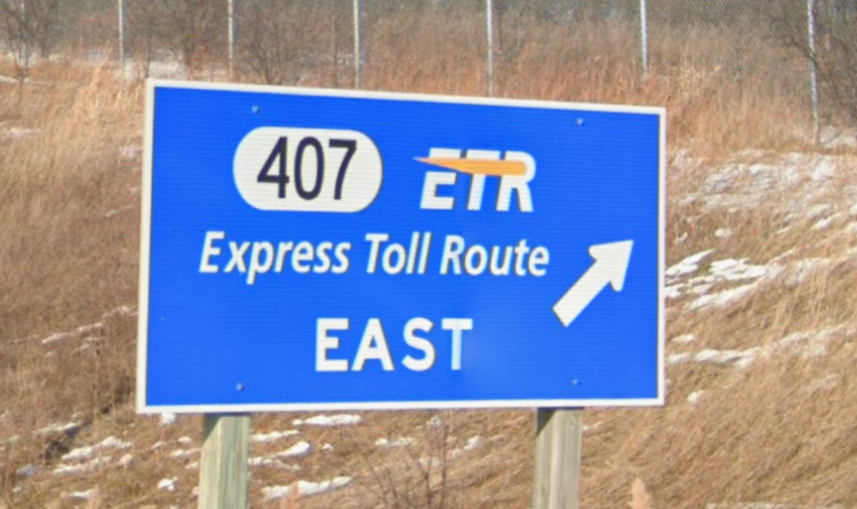 407 ETR
Express Toll Route
EAST